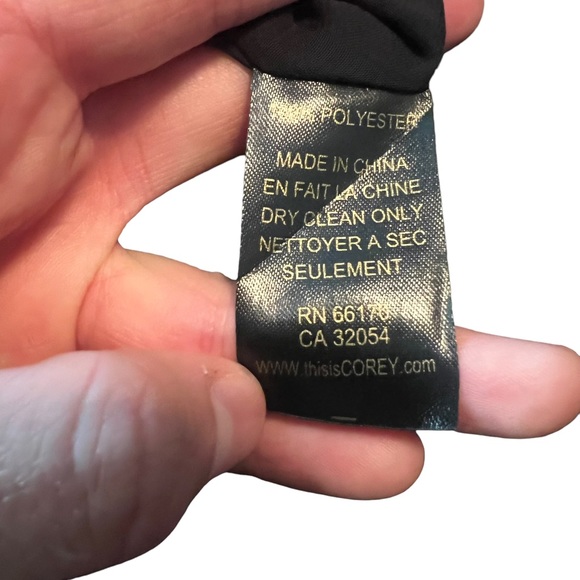 POLYESTER
MADE IN CHINA
EN FAIT LA CHINE
DRY CLEAN ONLY
NETTOYER A SEC
SEULEMENT
RN 66170
CA 32054
www.thisisCOREY.com